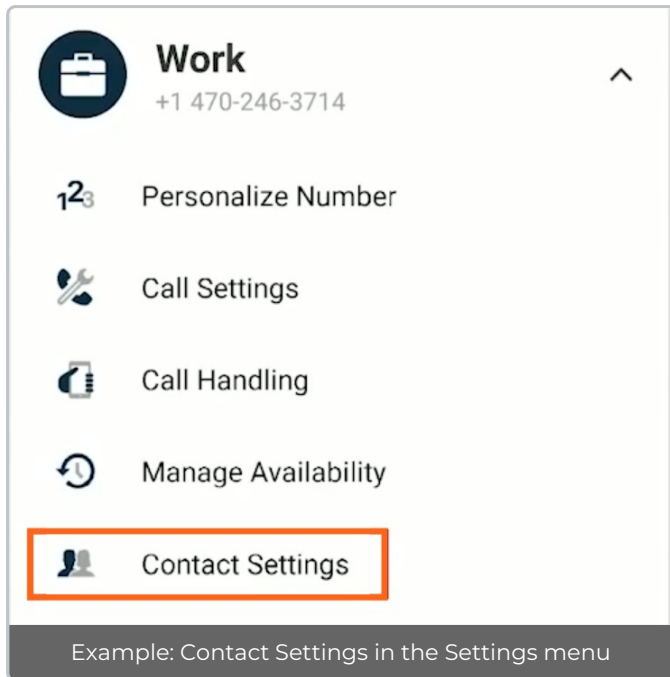 Work
+1 470-246-3714
123
Personalize Number
Call Settings
Call Handling
Manage Availability
Contact Settings
Example: Contact Settings in the Settings menu